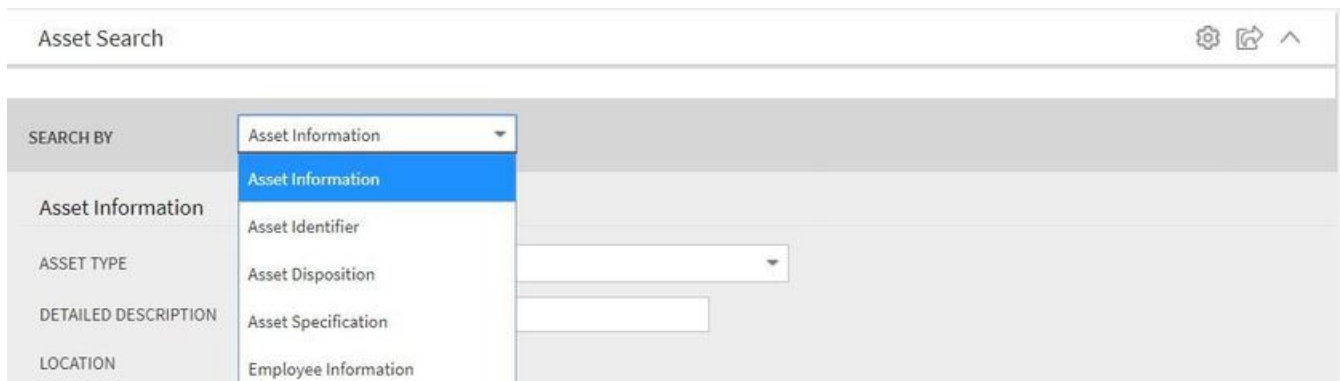 Asset Search
SEARCH BY
Asset Information
Asset Information
Asset Information
Asset Identifier
ASSET TYPE
Asset Disposition
DETAILED DESCRIPTION
Asset Specification
LOCATION
Employee Information